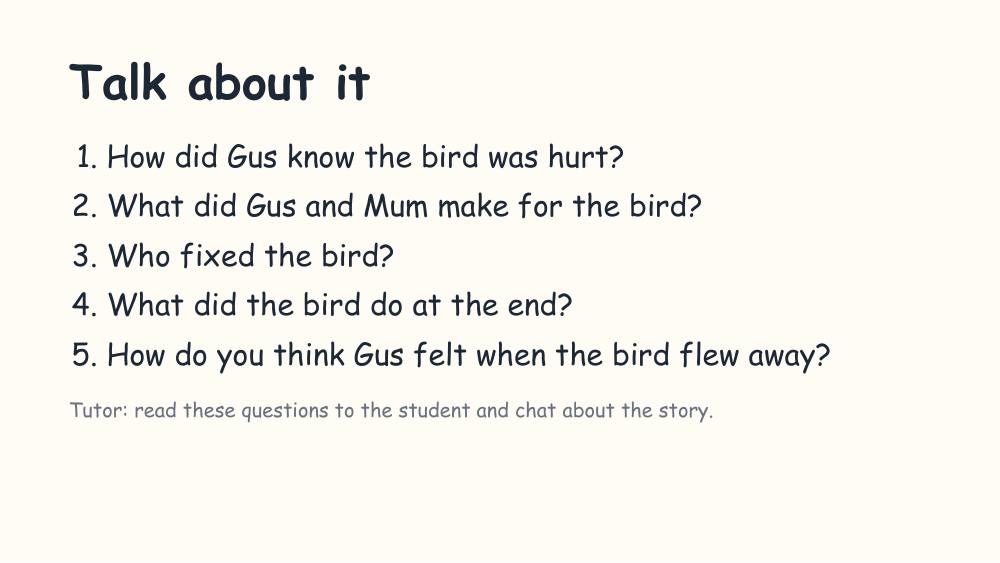 Talk about it
1. How did Gus know the bird was hurt?
2. What did Gus and Mum make for the bird?
3. Who fixed the bird?
4. What did the bird do at the end?
5. How do you think Gus felt when the bird flew away?
Tutor: read these questions to the student and chat about the story.